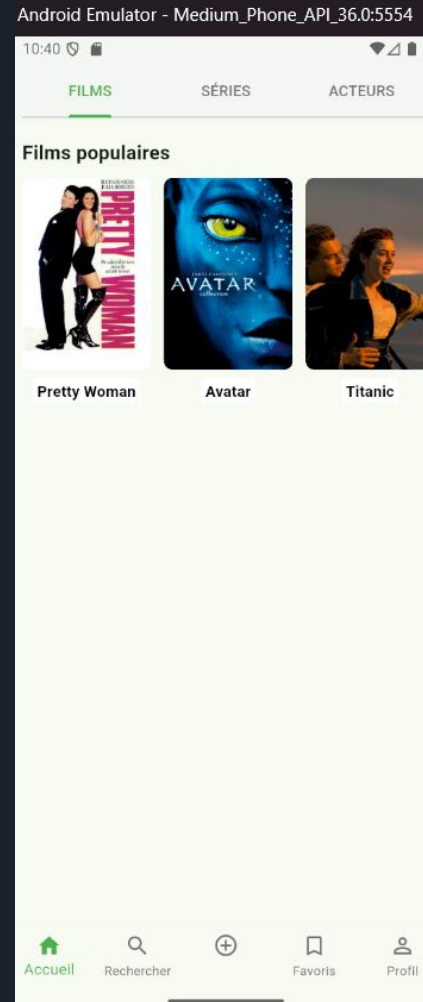 Android Emulator - Medium_Phone_API_36.0:5554
10:40
FILMS SÉRIES ACTEURS
Films populaires
PRETTY WOMAN
AVATAR
Pretty Woman Avatar Titanic
Accueil Rechercher Favoris Profil